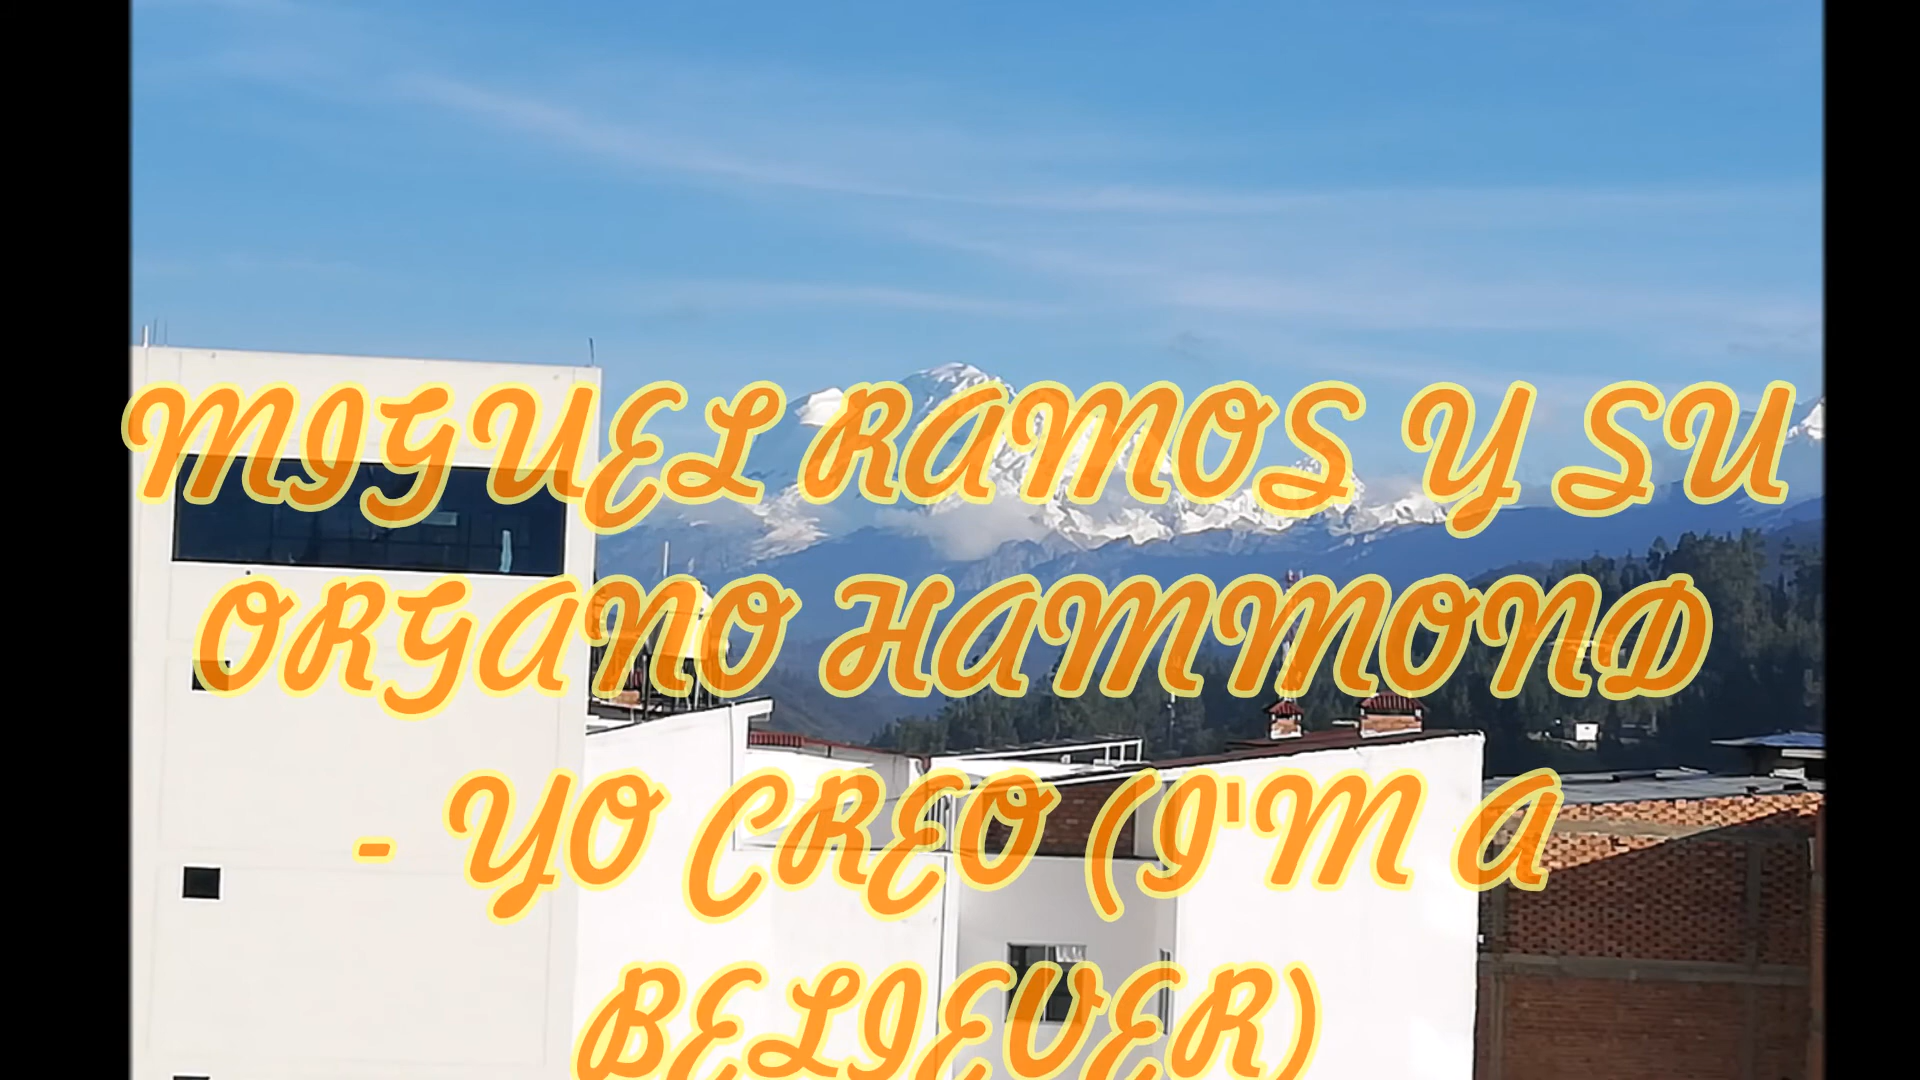 MIGUEL RAMOS Y SU
ORGANO HAMMOND
- YO CREO (I'M A
BELIEVER)